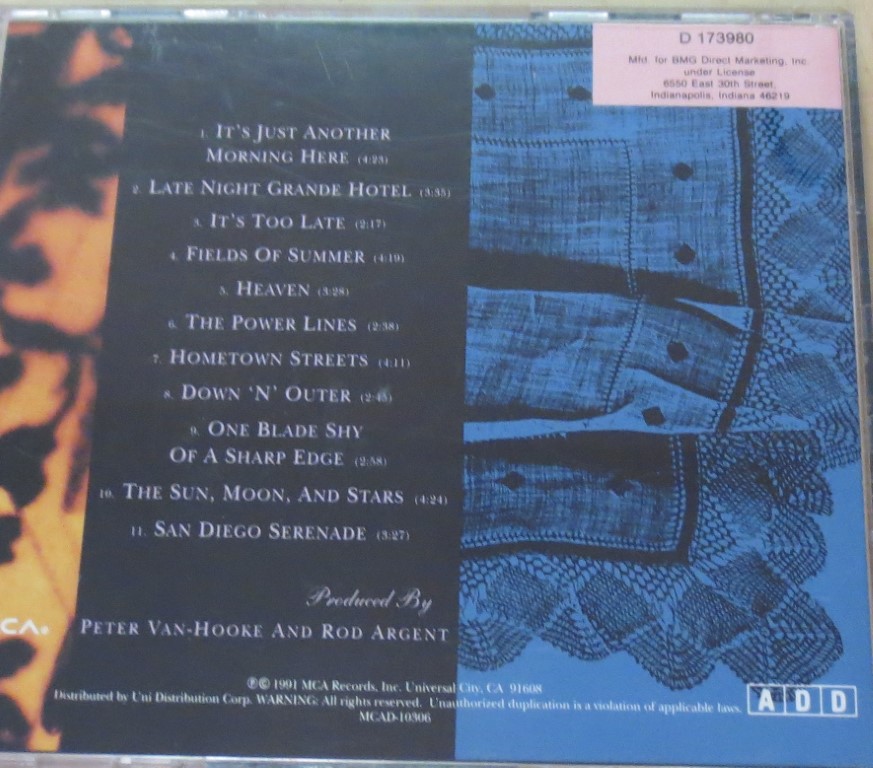 D 173980
Mfd. for BMG Direct Marketing, Inc.
under License
6550 East 30th Street,
Indianapolis, Indiana 46219
1. IT'S JUST ANOTHER
MORNING HERE (4:23)
2. LATE NIGHT GRANDE HOTEL (3:35)
3. IT'S TOO LATE (2:17)
4. FIELDS OF SUMMER (4:19)
5. HEAVEN (3:28)
6. THE POWER LINES (2:38)
7. HOMETOWN STREETS (4:11)
8. DOWN 'N' OUTER (2:45)
9. ONE BLADE SHY
OF A SHARP EDGE (2:58)
10. THE SUN, MOON, AND STARS (4:24)
11. SAN DIEGO SERENADE (3:27)
Produced By
CA.
PETER VAN-HOOKE AND ROD ARGENT
℗© 1991 MCA Records, Inc. Universal City, CA 91608
Distributed by Uni Distribution Corp. WARNING: All rights reserved. Unauthorized duplication is a violation of applicable laws.
MCAD-10306
A D D